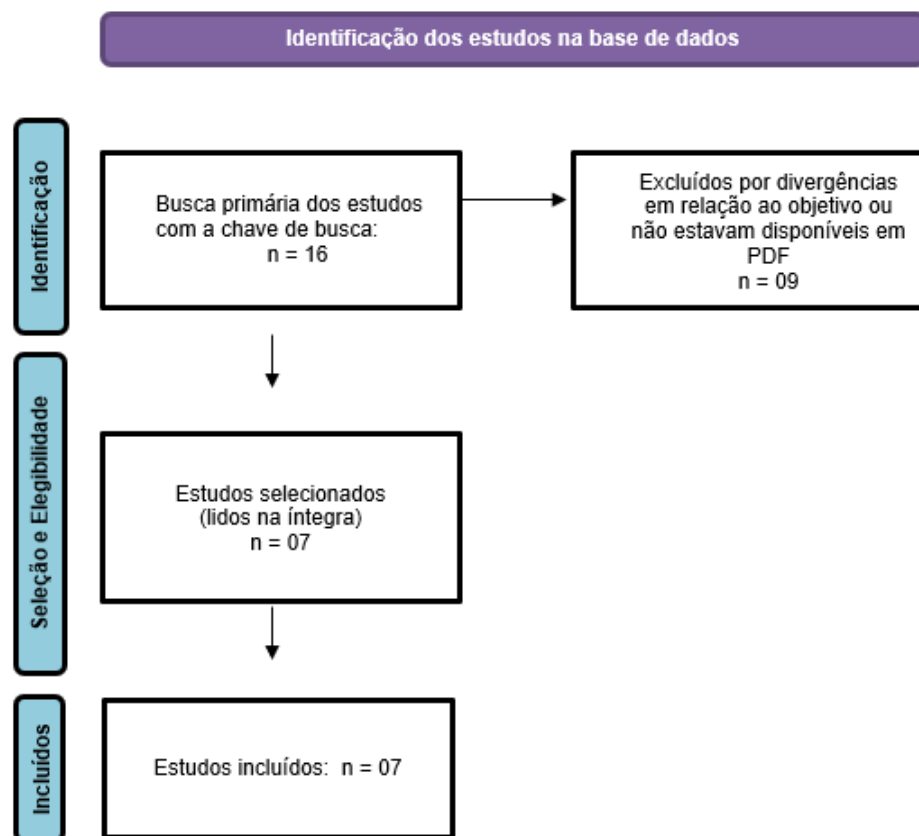 Identificação dos estudos na base de dados
Identificação
Busca primária dos estudos
com a chave de busca:
n = 16
Excluídos por divergências
em relação ao objetivo ou
não estavam disponíveis em
PDF
n = 09
Seleção e Elegibilidade
Estudos selecionados
(lidos na íntegra)
n = 07
Incluídos
Estudos incluídos: n = 07